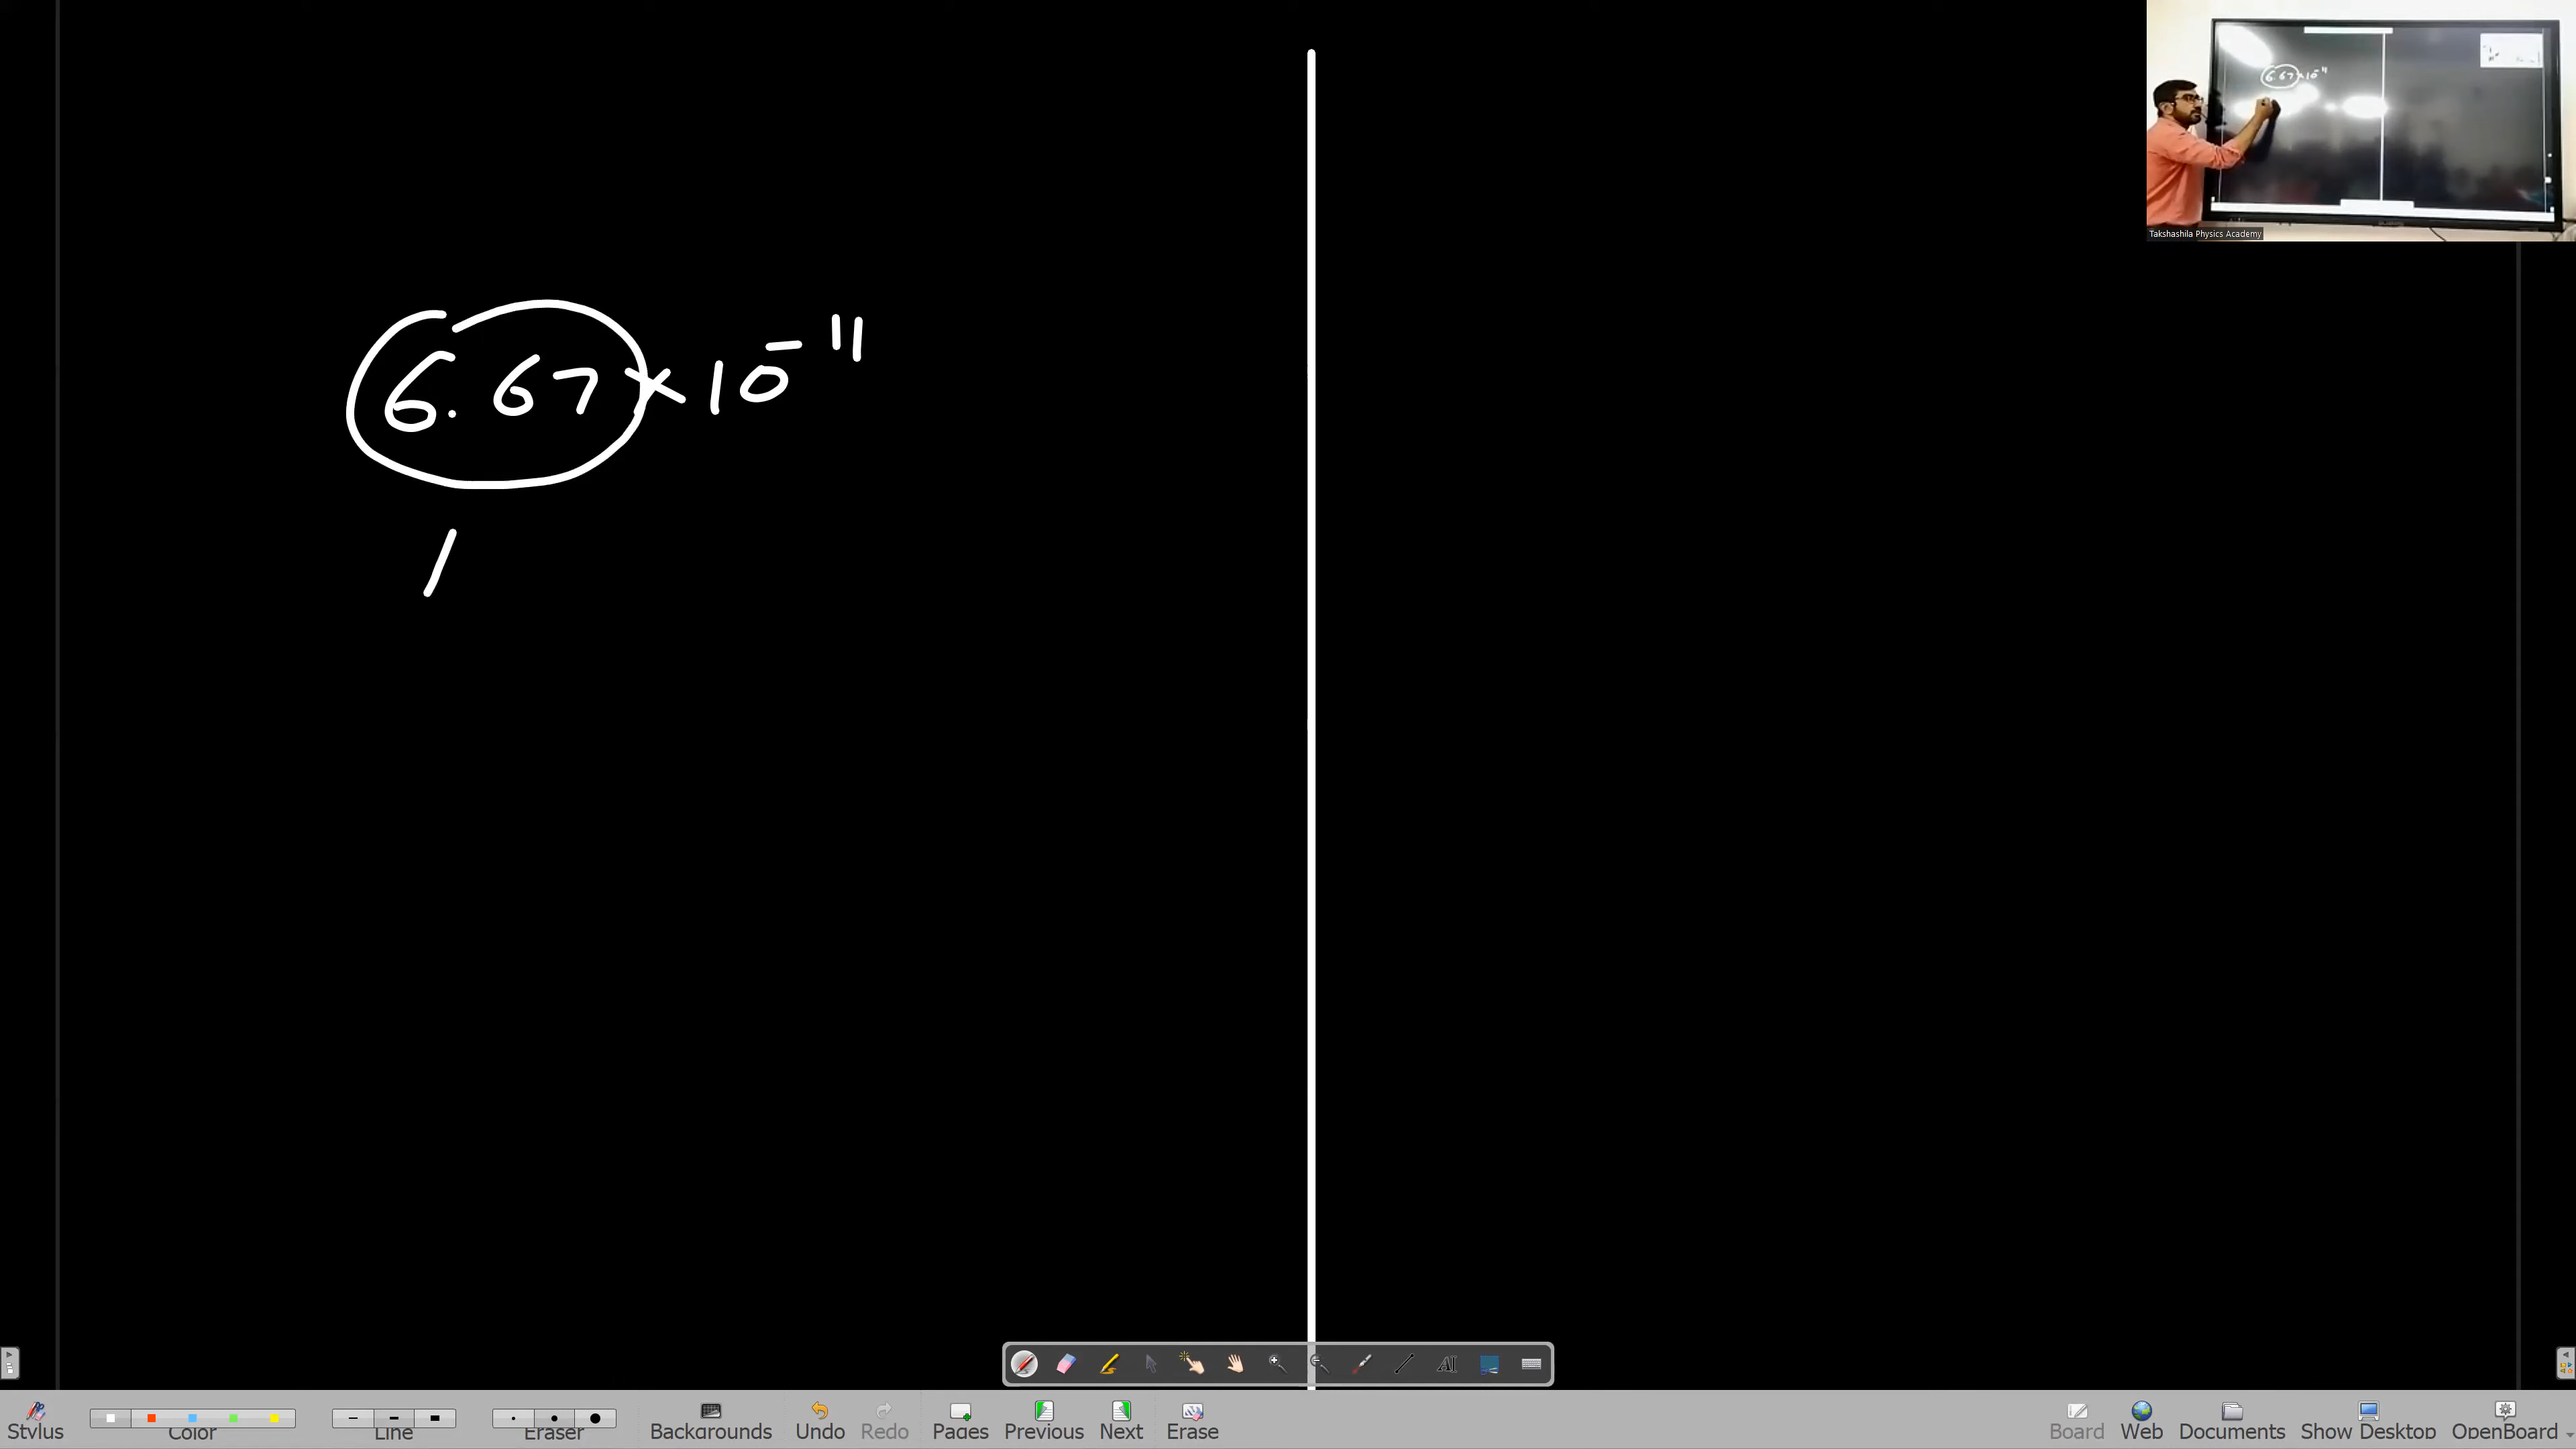 6.67×10⁻¹¹
/
Takshashila Physics Academy
Stylus
Color
Line
Eraser
Backgrounds
Undo
Redo
Pages
Previous
Next
Erase
Board
Web
Documents
Show Desktop
OpenBoard